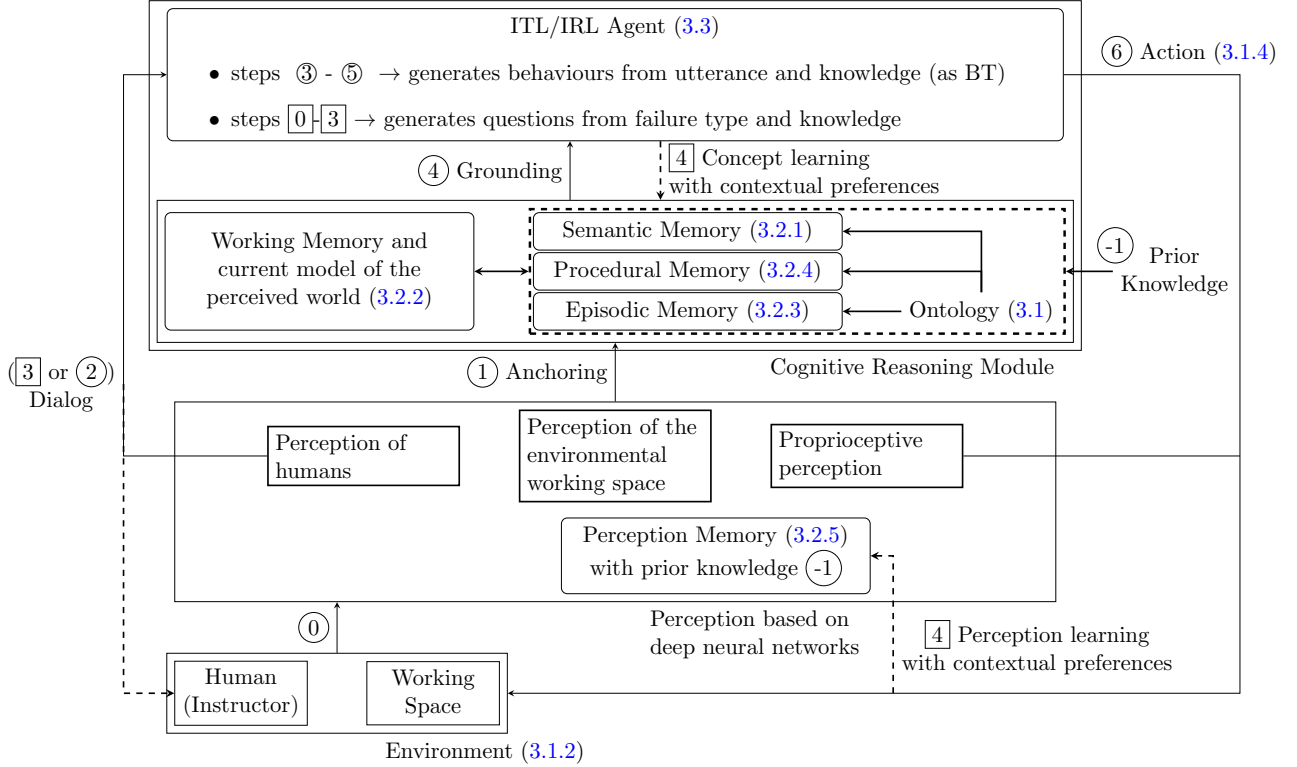 ITL/IRL Agent (3.3)
• steps ③ - ⑤ → generates behaviours from utterance and knowledge (as BT)
• steps 0-3 → generates questions from failure type and knowledge
6 Action (3.1.4)
4 Grounding
4 Concept learning
with contextual preferences
Working Memory and
current model of the
perceived world (3.2.2)
Semantic Memory (3.2.1)
Procedural Memory (3.2.4)
Episodic Memory (3.2.3)
Ontology (3.1)
-1 Prior
Knowledge
Cognitive Reasoning Module
(3 or 2)
Dialog
1 Anchoring
Perception of
humans
Perception of the
environmental
working space
Proprioceptive
perception
Perception Memory (3.2.5)
with prior knowledge -1
Perception based on
deep neural networks
0
4 Perception learning
with contextual preferences
Human
(Instructor)
Working
Space
Environment (3.1.2)